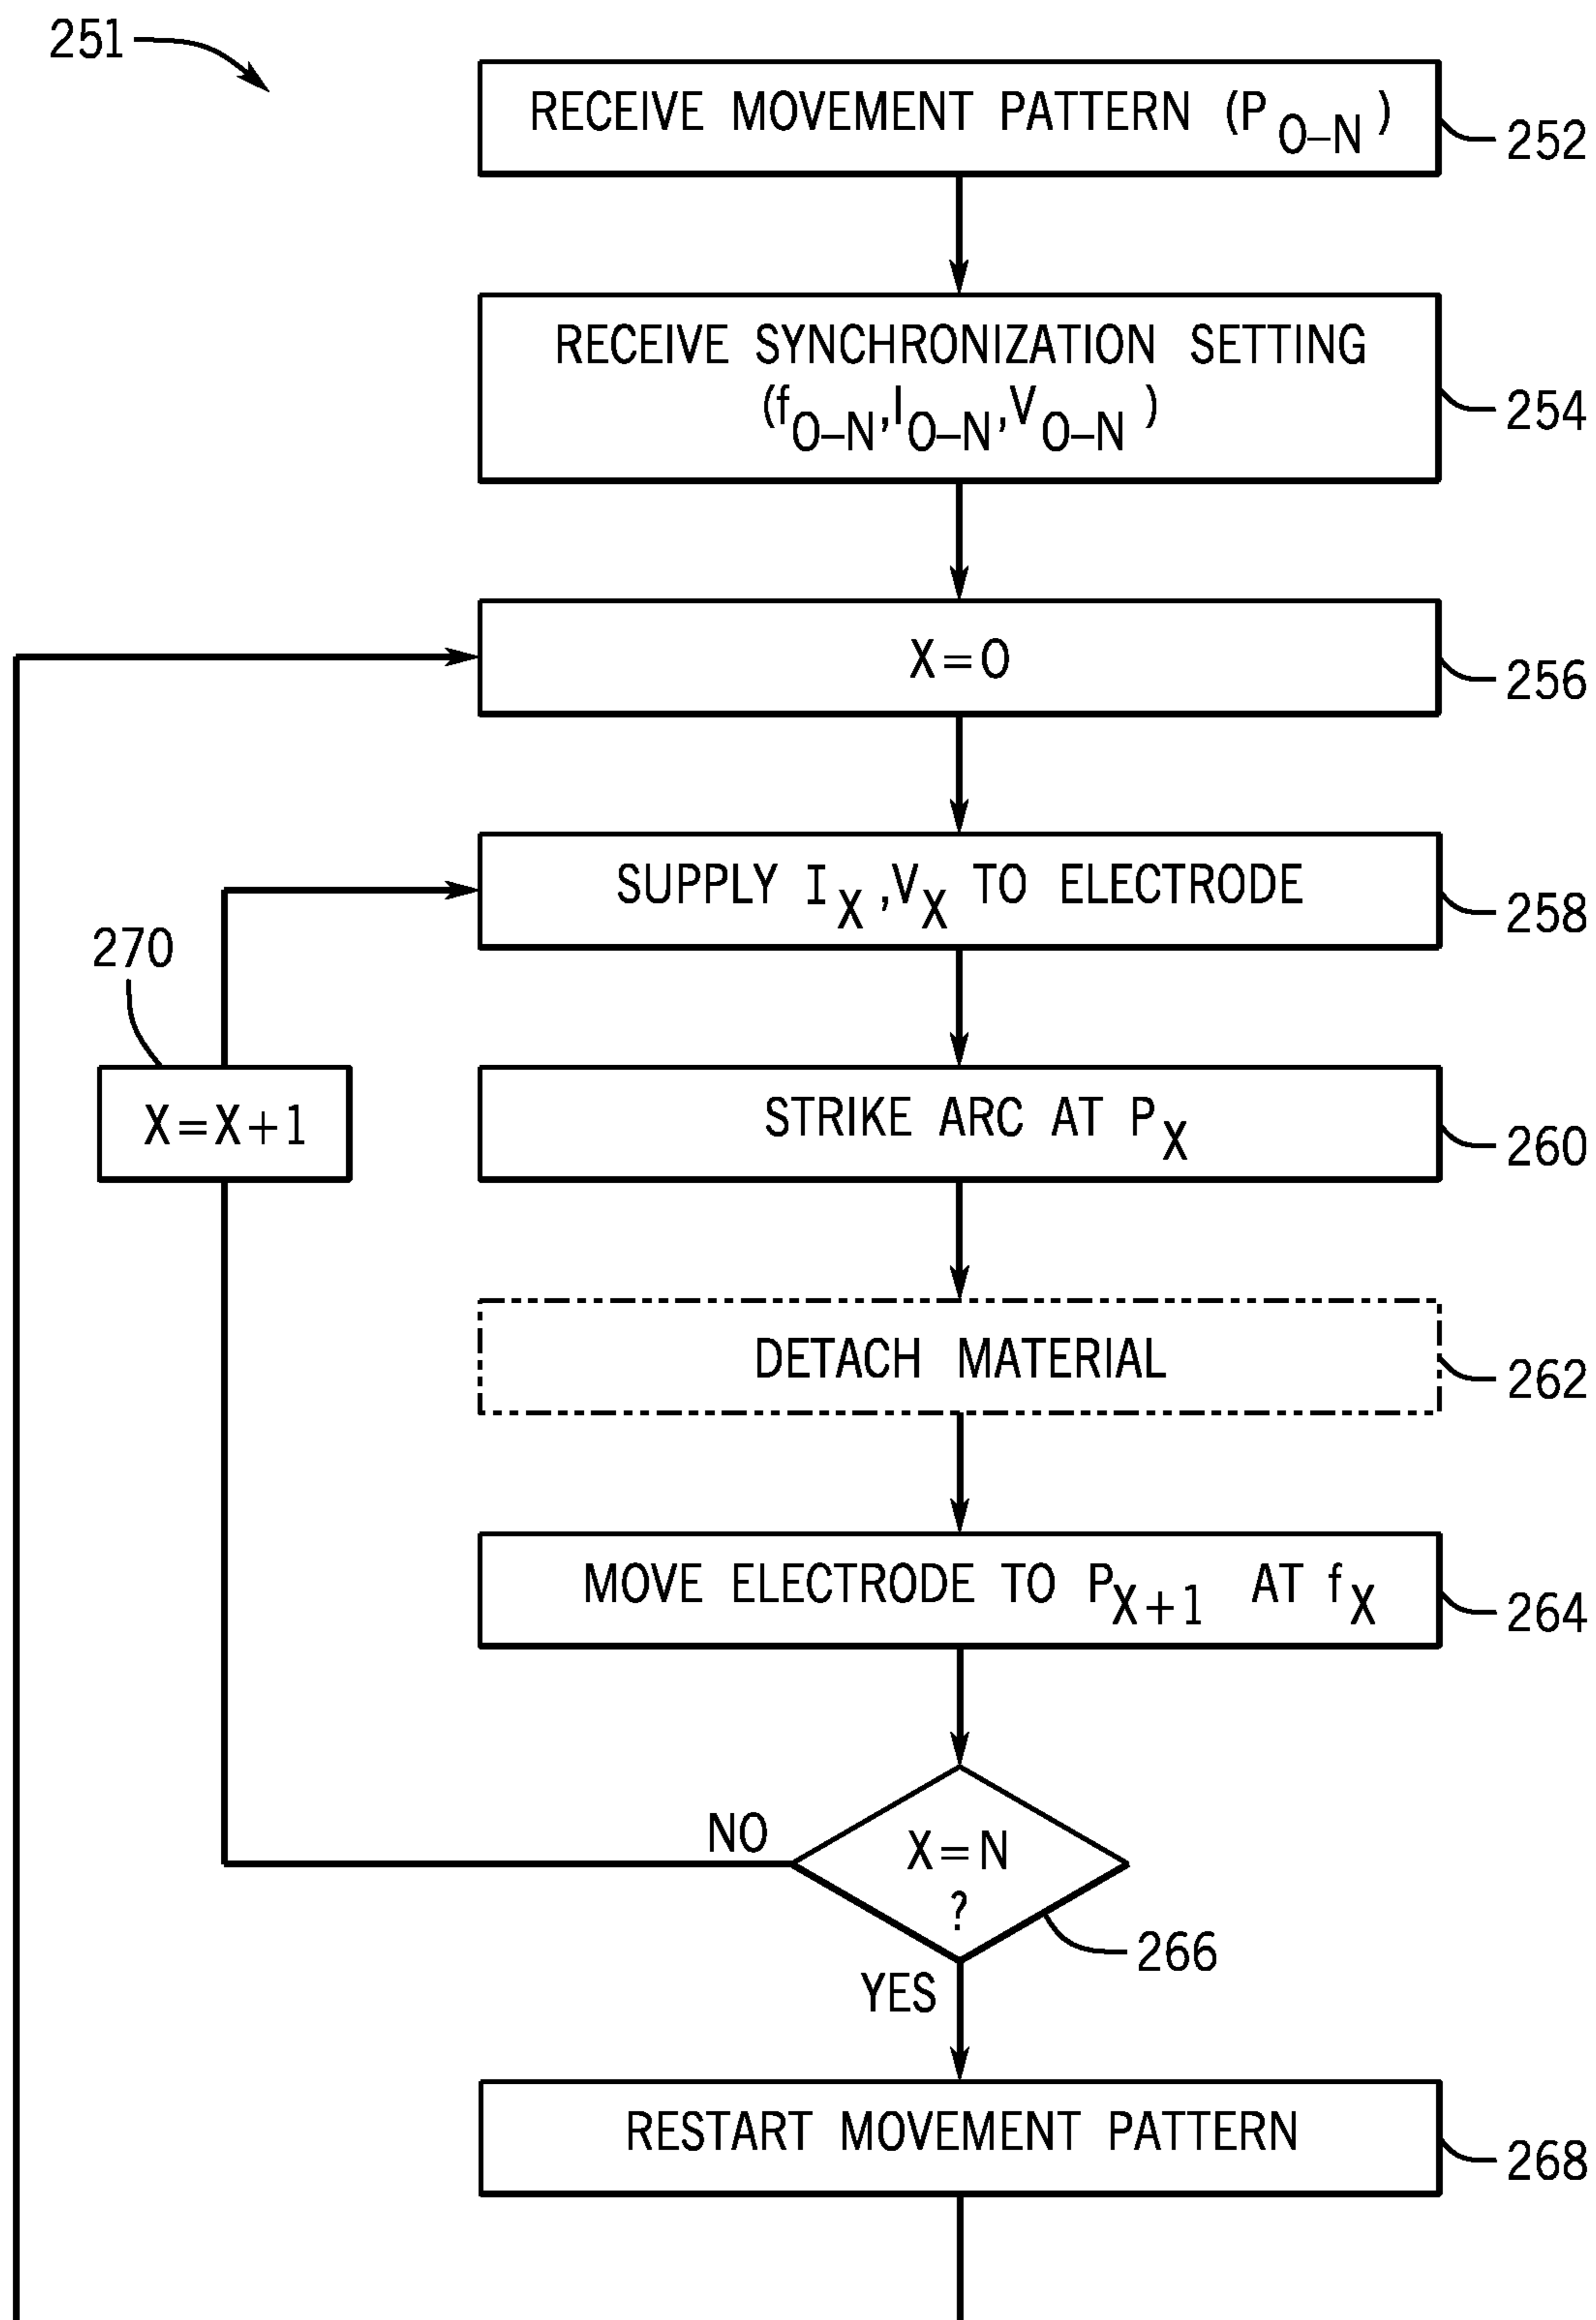 251
RECEIVE MOVEMENT PATTERN (P O–N )
252
RECEIVE SYNCHRONIZATION SETTING
(f O–N ,I O–N ,V O–N )
254
X=0
256
SUPPLY I X ,V X TO ELECTRODE
258
270
X=X+1
STRIKE ARC AT P X
260
DETACH MATERIAL
262
MOVE ELECTRODE TO P X+1 AT f X
264
NO
X=N
?
266
YES
RESTART MOVEMENT PATTERN
268